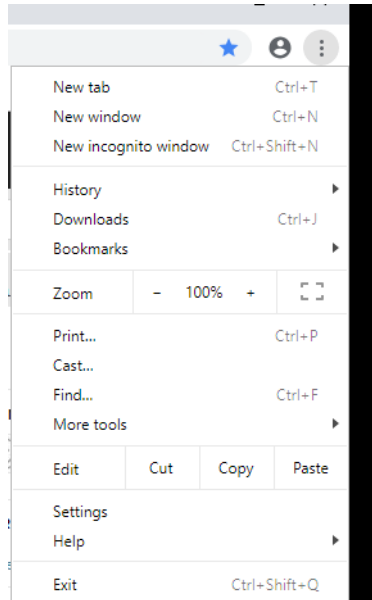 New tab Ctrl+T
New window Ctrl+N
New incognito window Ctrl+Shift+N
History
Downloads Ctrl+J
Bookmarks
Zoom - 100% +
Print... Ctrl+P
Cast...
Find... Ctrl+F
More tools
Edit Cut Copy Paste
Settings
Help
Exit Ctrl+Shift+Q